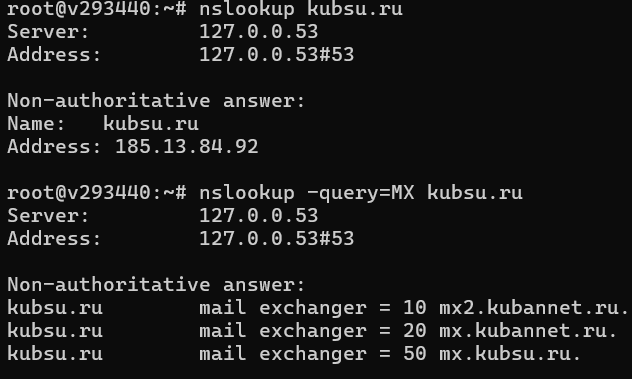 root@v293440:~# nslookup kubsu.ru
Server:         127.0.0.53
Address:        127.0.0.53#53

Non-authoritative answer:
Name:   kubsu.ru
Address: 185.13.84.92

root@v293440:~# nslookup -query=MX kubsu.ru
Server:         127.0.0.53
Address:        127.0.0.53#53

Non-authoritative answer:
kubsu.ru        mail exchanger = 10 mx2.kubannet.ru.
kubsu.ru        mail exchanger = 20 mx.kubannet.ru.
kubsu.ru        mail exchanger = 50 mx.kubsu.ru.